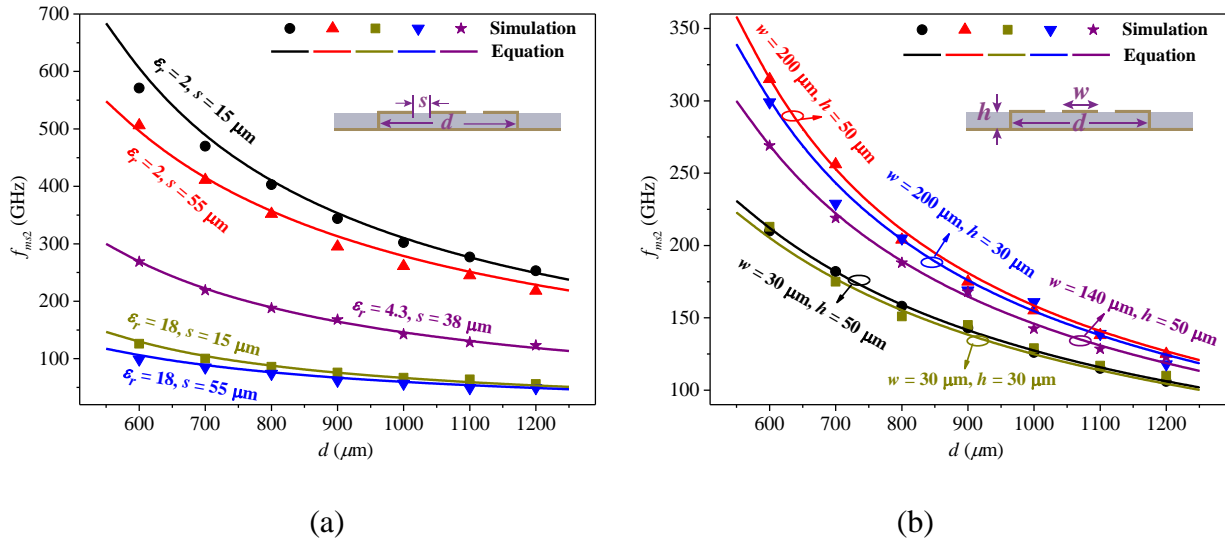 700
600
500
400
300
200
100
f_ms2 (GHz)
Simulation
Equation
ε_r = 2, s = 15 μm
ε_r = 2, s = 55 μm
ε_r = 4.3, s = 38 μm
ε_r = 18, s = 15 μm
ε_r = 18, s = 55 μm
s
d
600 700 800 900 1000 1100 1200
d (μm)
(a)
350
300
250
200
150
100
f_ms2 (GHz)
Simulation
Equation
w = 200 μm, h = 50 μm
w = 200 μm, h = 30 μm
w = 140 μm, h = 50 μm
w = 30 μm, h = 50 μm
w = 30 μm, h = 30 μm
h
w
d
600 700 800 900 1000 1100 1200
d (μm)
(b)